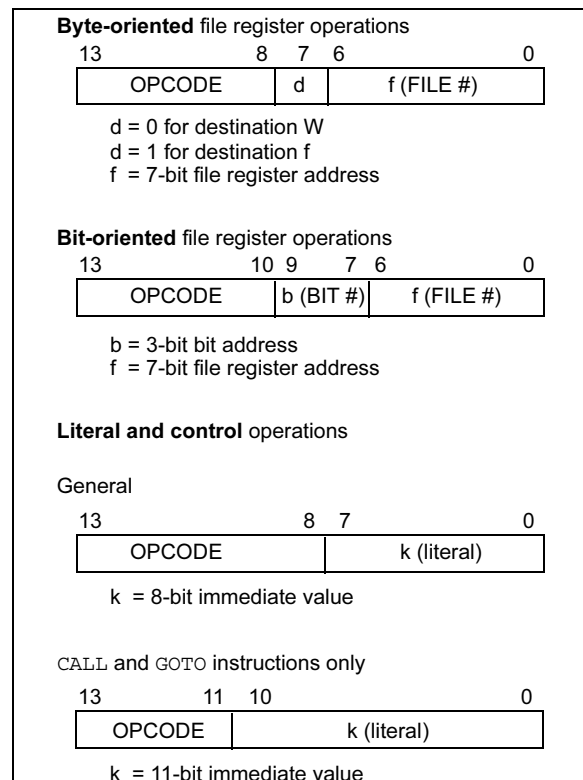 Byte-oriented file register operations
13 8 7 6 0
OPCODE d f (FILE #)
d = 0 for destination W
d = 1 for destination f
f = 7-bit file register address
Bit-oriented file register operations
13 10 9 7 6 0
OPCODE b (BIT #) f (FILE #)
b = 3-bit bit address
f = 7-bit file register address
Literal and control operations
General
13 8 7 0
OPCODE k (literal)
k = 8-bit immediate value
CALL and GOTO instructions only
13 11 10 0
OPCODE k (literal)
k = 11-bit immediate value